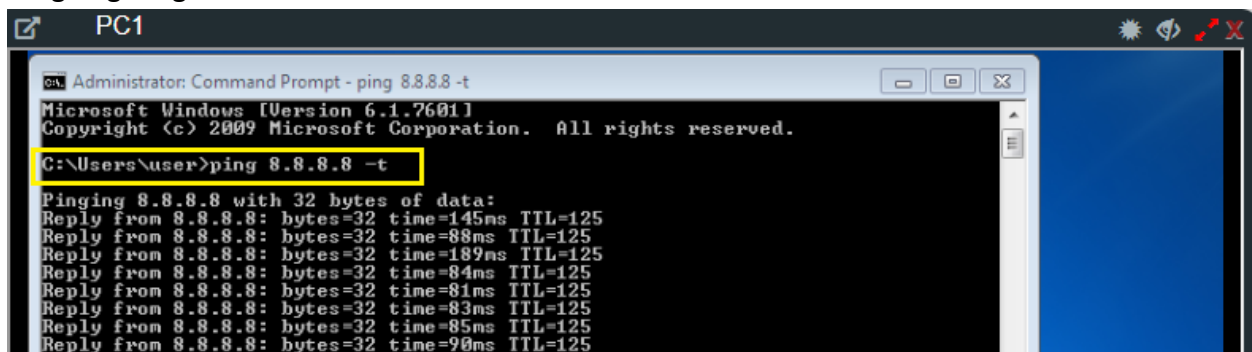 PC1
Administrator: Command Prompt - ping 8.8.8.8 -t
Microsoft Windows [Version 6.1.7601]
Copyright (c) 2009 Microsoft Corporation.  All rights reserved.
C:\Users\user>ping 8.8.8.8 -t
Pinging 8.8.8.8 with 32 bytes of data:
Reply from 8.8.8.8: bytes=32 time=145ms TTL=125
Reply from 8.8.8.8: bytes=32 time=88ms TTL=125
Reply from 8.8.8.8: bytes=32 time=189ms TTL=125
Reply from 8.8.8.8: bytes=32 time=84ms TTL=125
Reply from 8.8.8.8: bytes=32 time=81ms TTL=125
Reply from 8.8.8.8: bytes=32 time=83ms TTL=125
Reply from 8.8.8.8: bytes=32 time=85ms TTL=125
Reply from 8.8.8.8: bytes=32 time=90ms TTL=125